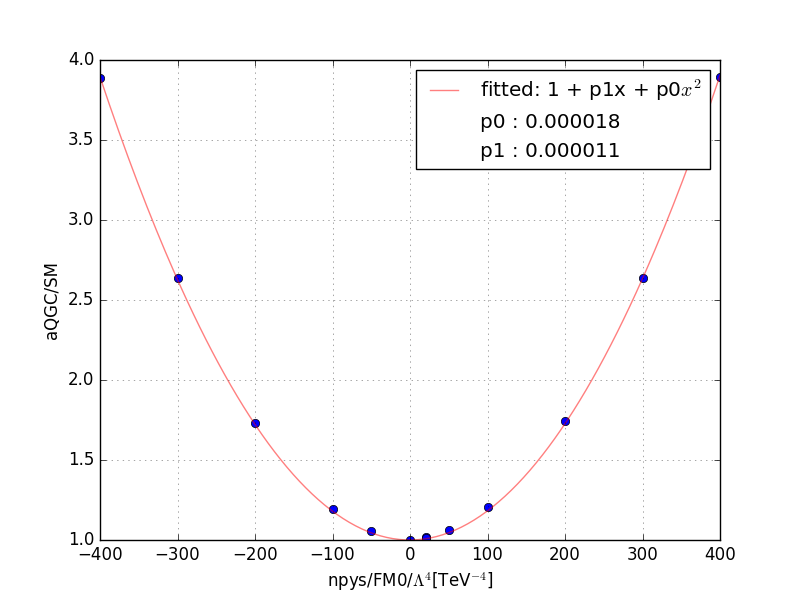 4.0
3.5
3.0
2.5
2.0
1.5
1.0
aQGC/SM
fitted: 1 + p1x + p0x²
p0 : 0.000018
p1 : 0.000011
−400 −300 −200 −100 0 100 200 300 400
npys/FM0/Λ⁴[TeV⁻⁴]